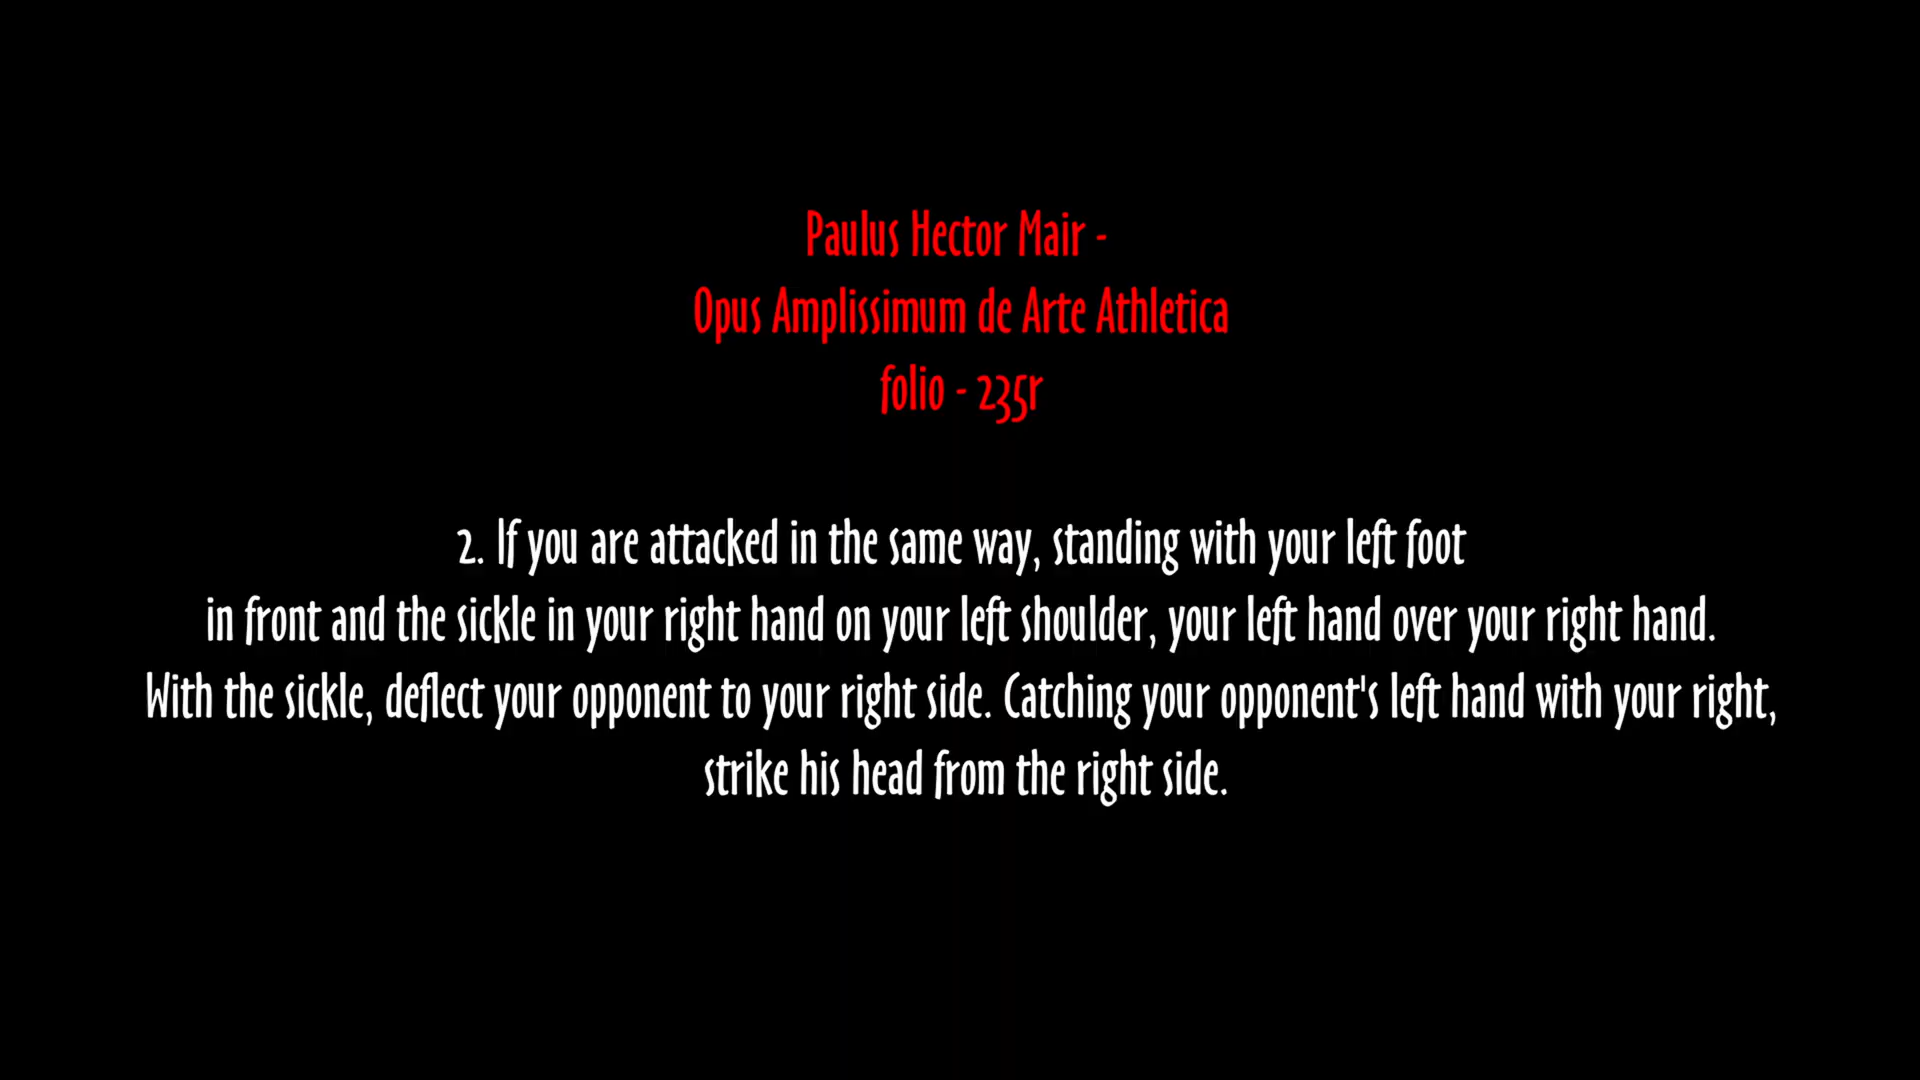 Paulus Hector Mair -
Opus Amplissimum de Arte Athletica
folio - 235r
2. If you are attacked in the same way, standing with your left foot
in front and the sickle in your right hand on your left shoulder, your left hand over your right hand.
With the sickle, deflect your opponent to your right side. Catching your opponent's left hand with your right,
strike his head from the right side.